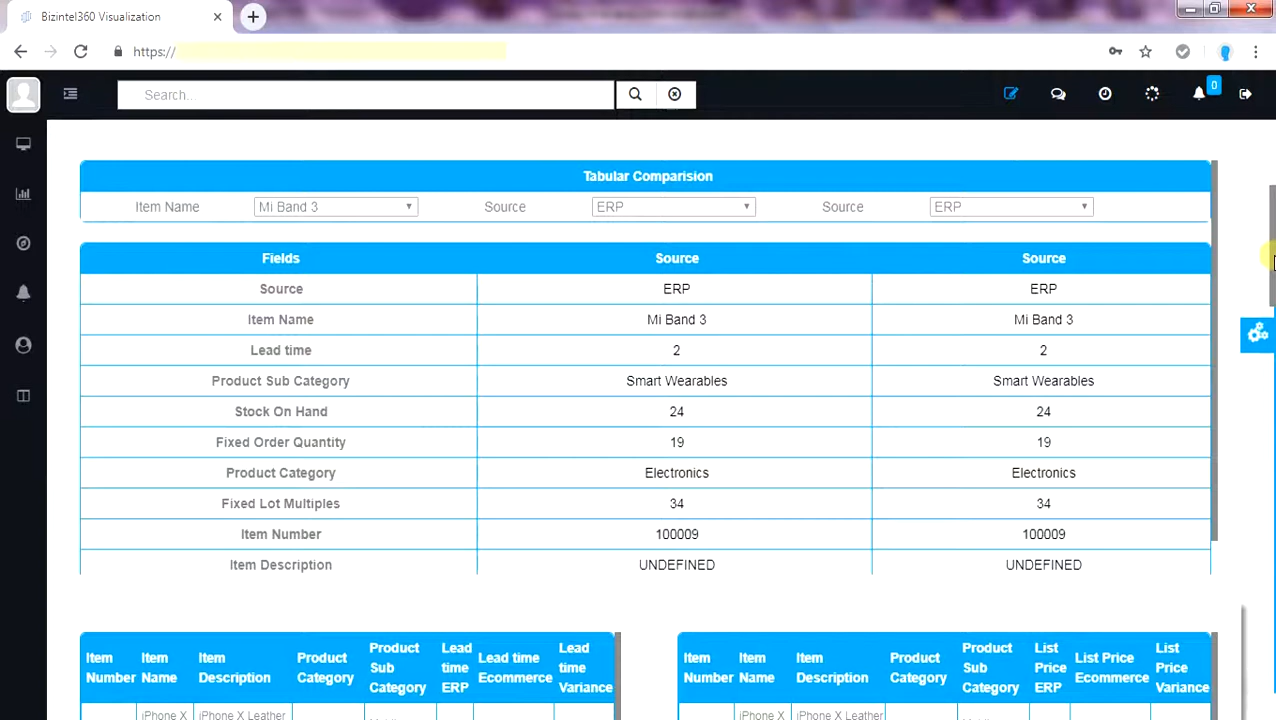 Bizintel360 Visualization
https://
Search..
0
Tabular Comparision
Item Name Mi Band 3 Source ERP Source ERP
Fields Source Source
Source ERP ERP
Item Name Mi Band 3 Mi Band 3
Lead time 2 2
Product Sub Category Smart Wearables Smart Wearables
Stock On Hand 24 24
Fixed Order Quantity 19 19
Product Category Electronics Electronics
Fixed Lot Multiples 34 34
Item Number 100009 100009
Item Description UNDEFINED UNDEFINED
Item Number Item Name Item Description Product Category Product Sub Category Lead time ERP Lead time Ecommerce Lead time Variance
iPhone X iPhone X Leather
Item Number Item Name Item Description Product Category Product Sub Category List Price ERP List Price Ecommerce List Price Variance
iPhone X iPhone X Leather